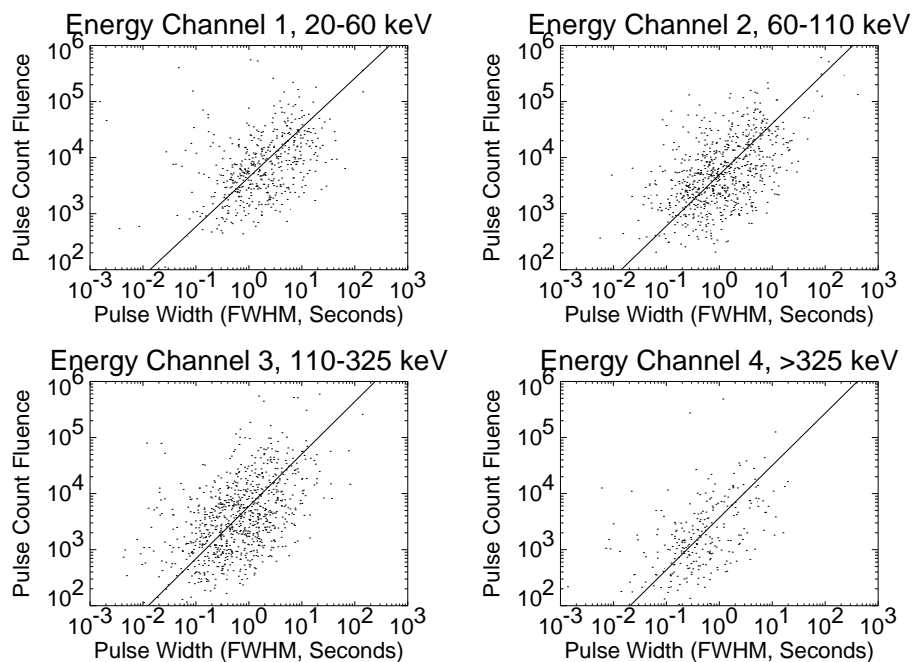 Energy Channel 1, 20-60 keV
10^6
10^5
10^4
10^3
10^2
Pulse Count Fluence
10^-3 10^-2 10^-1 10^0 10^1 10^2 10^3
Pulse Width (FWHM, Seconds)
Energy Channel 2, 60-110 keV
10^6
10^5
10^4
10^3
10^2
Pulse Count Fluence
10^-3 10^-2 10^-1 10^0 10^1 10^2 10^3
Pulse Width (FWHM, Seconds)
Energy Channel 3, 110-325 keV
10^6
10^5
10^4
10^3
10^2
Pulse Count Fluence
10^-3 10^-2 10^-1 10^0 10^1 10^2 10^3
Pulse Width (FWHM, Seconds)
Energy Channel 4, >325 keV
10^6
10^5
10^4
10^3
10^2
Pulse Count Fluence
10^-3 10^-2 10^-1 10^0 10^1 10^2 10^3
Pulse Width (FWHM, Seconds)